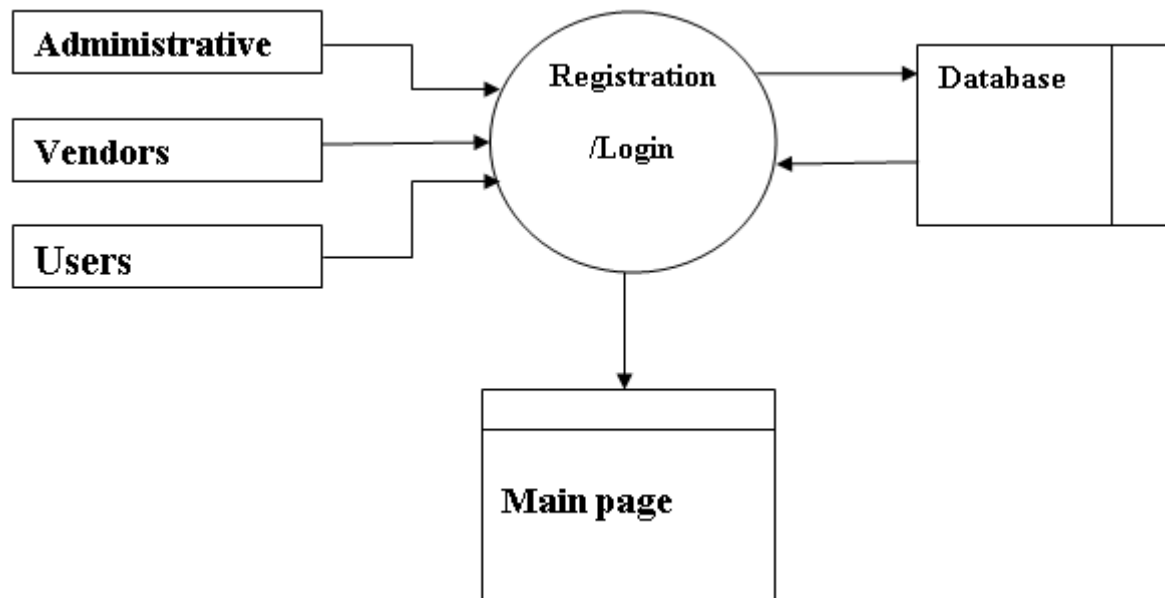 Administrative
Vendors
Users
Registration
/Login
Database
Main page